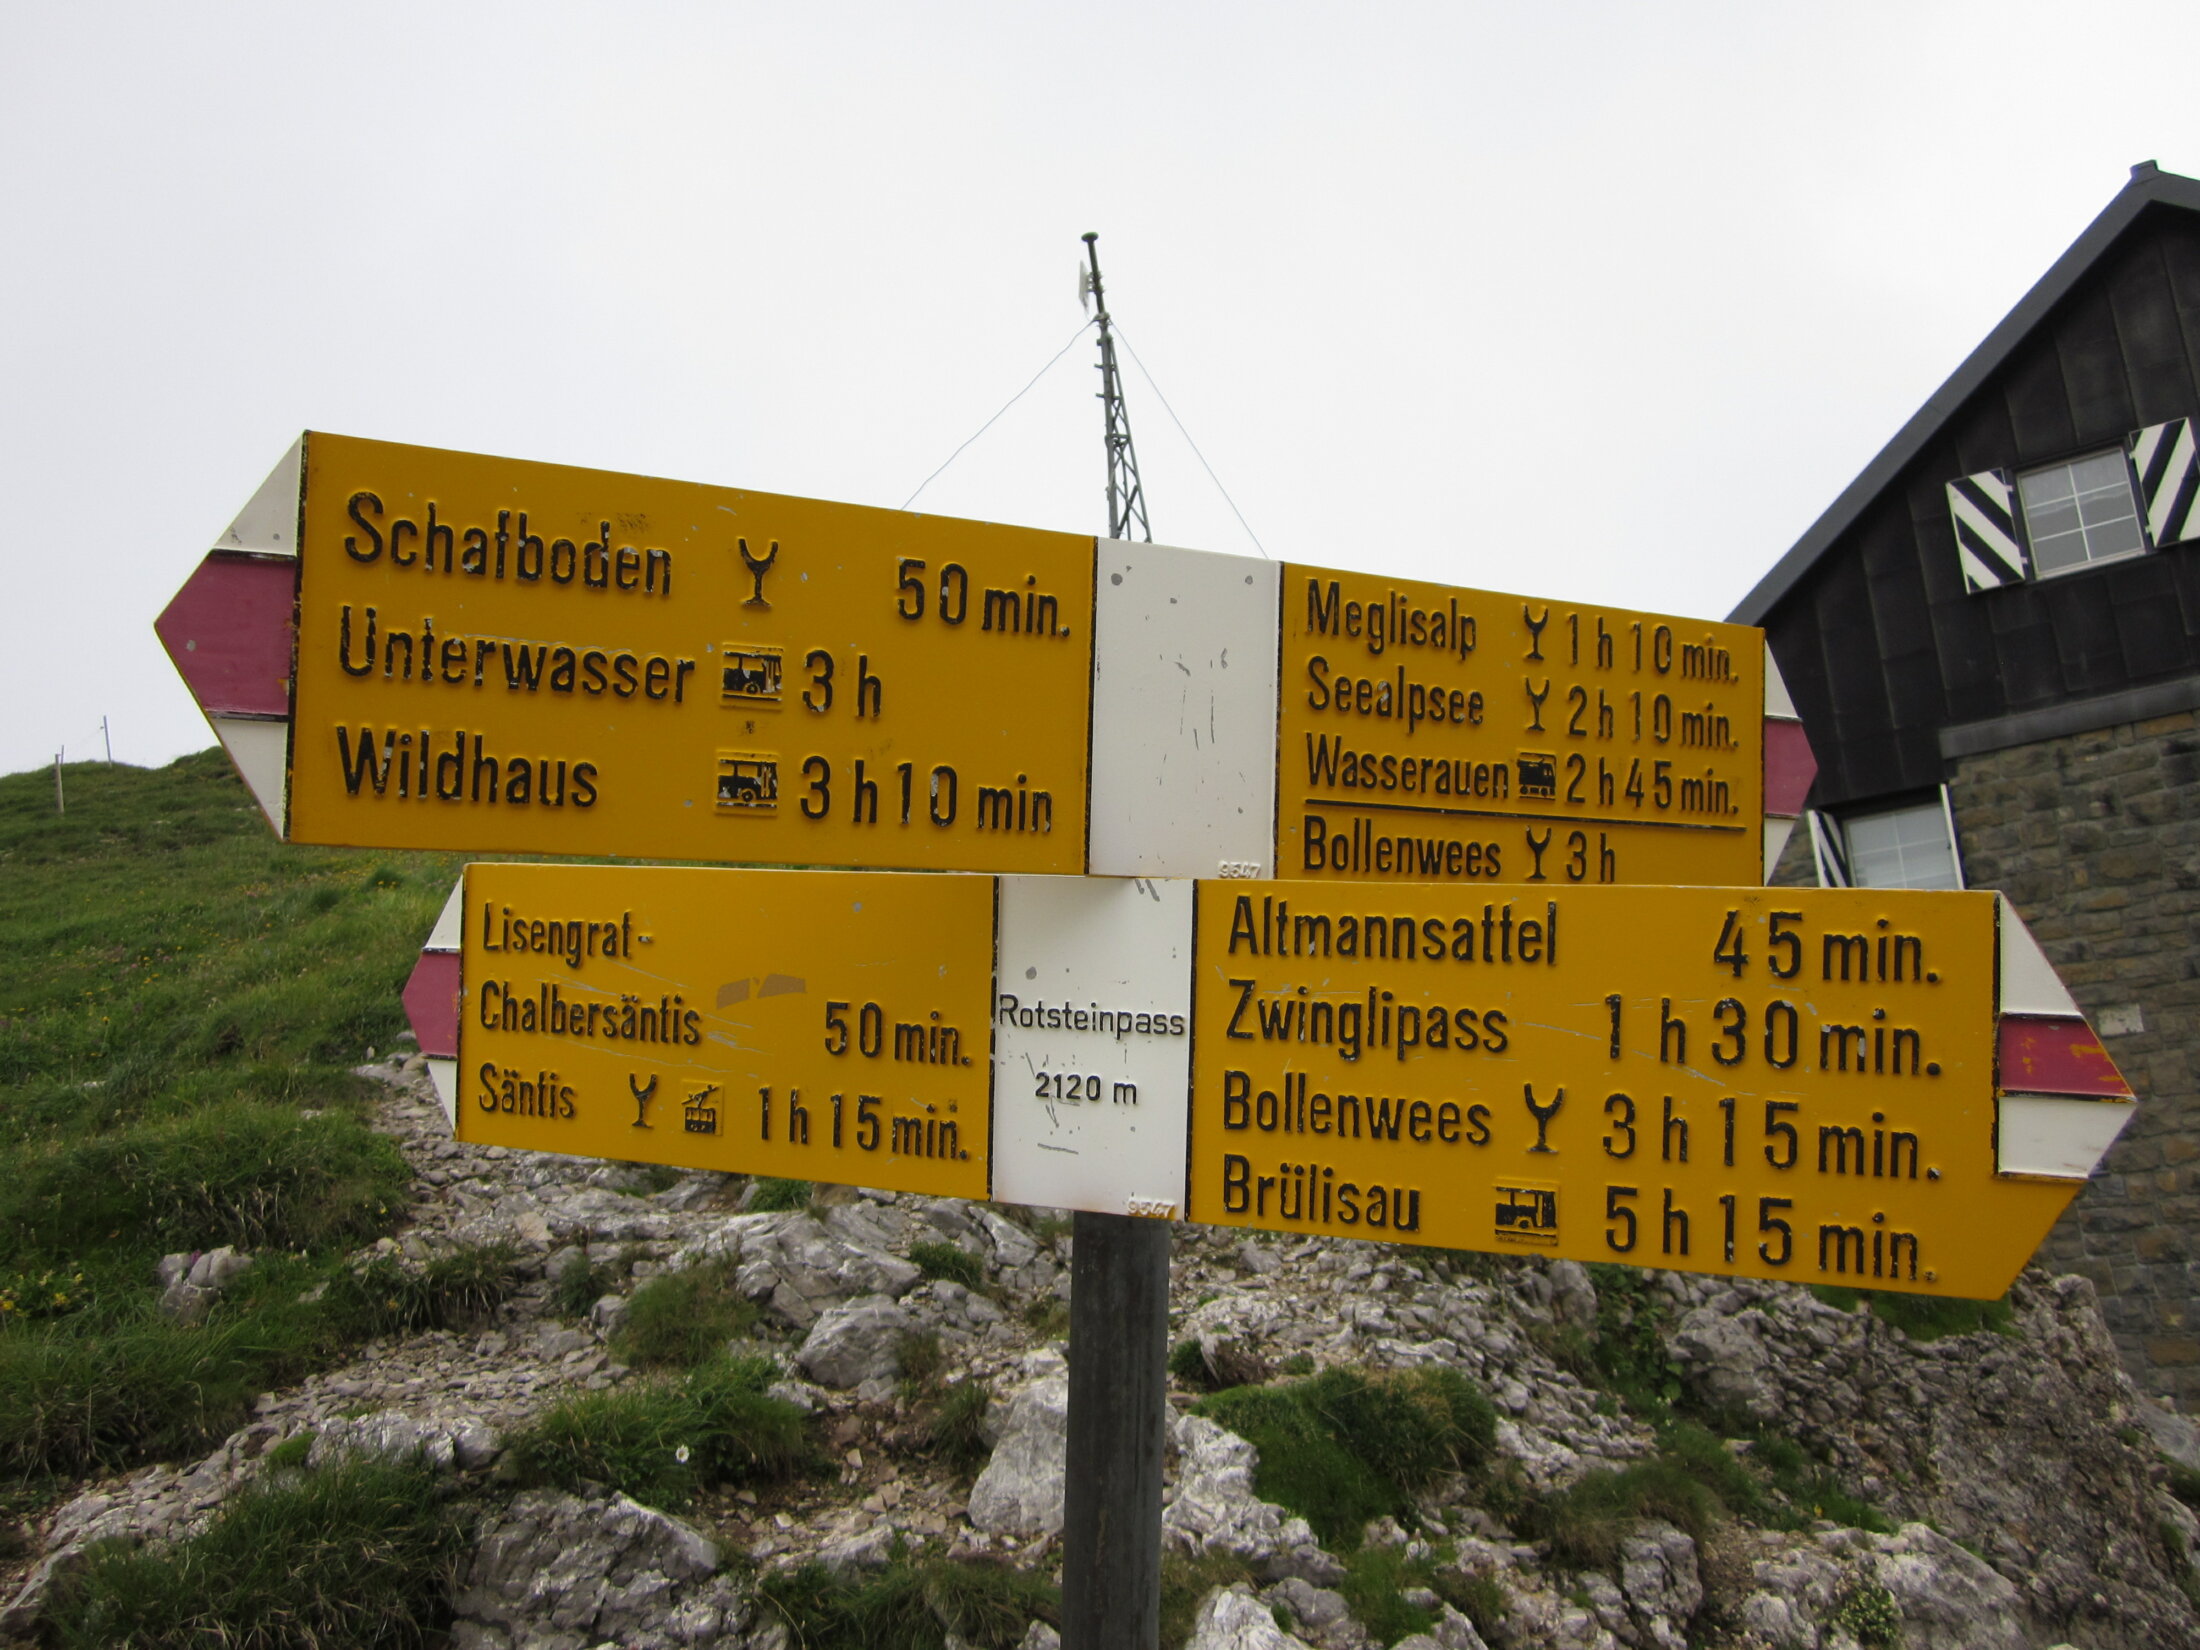 Schafboden 50 min.
Unterwasser 3 h
Wildhaus 3 h 10 min
9547
Meglisalp 1 h 10 min.
Seealpsee 2 h 10 min.
Wasserauen 2 h 45 min.
Bollenwees 3 h
Lisengrat-
Chalbersäntis 50 min.
Säntis 1 h 15 min.
Rotsteinpass
2120 m
9547
Altmannsattel 45 min.
Zwinglipass 1 h 30 min.
Bollenwees 3 h 15 min.
Brülisau 5 h 15 min.